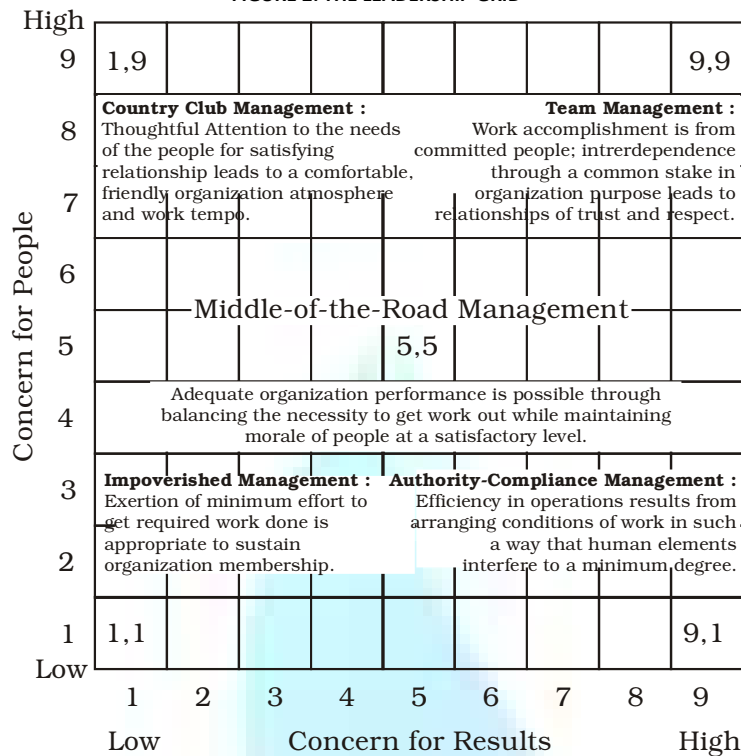 High
9
1,9
9,9
Country Club Management :
Thoughtful Attention to the needs
of the people for satisfying
relationship leads to a comfortable,
friendly organization atmosphere
and work tempo.
Team Management :
Work accomplishment is from
committed people; intrerdependence
through a common stake in
organization purpose leads to
relationships of trust and respect.
8
7
6
Middle-of-the-Road Management
5
5,5
Adequate organization performance is possible through
balancing the necessity to get work out while maintaining
morale of people at a satisfactory level.
4
Concern for People
Impoverished Management :
Exertion of minimum effort to
get required work done is
appropriate to sustain
organization membership.
Authority-Compliance Management :
Efficiency in operations results from
arranging conditions of work in such
a way that human elements
interfere to a minimum degree.
3
2
1
1,1
9,1
Low
1 2 3 4 5 6 7 8 9
Low Concern for Results High